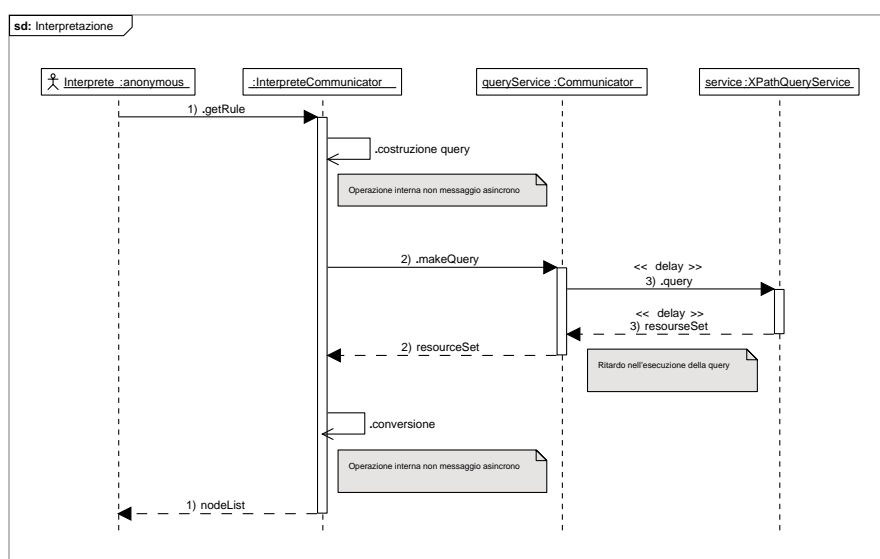 sd: Interpretazione
Interprete :anonymous
:InterpreteCommunicator
queryService :Communicator
service :XPathQueryService
1) .getRule
.costruzione query
Operazione interna non messaggio asincrono
2) .makeQuery
<< delay >>
3) .query
<< delay >>
3) resourseSet
2) resourceSet
Ritardo nell'esecuzione della query
.conversione
Operazione interna non messaggio asincrono
1) nodeList